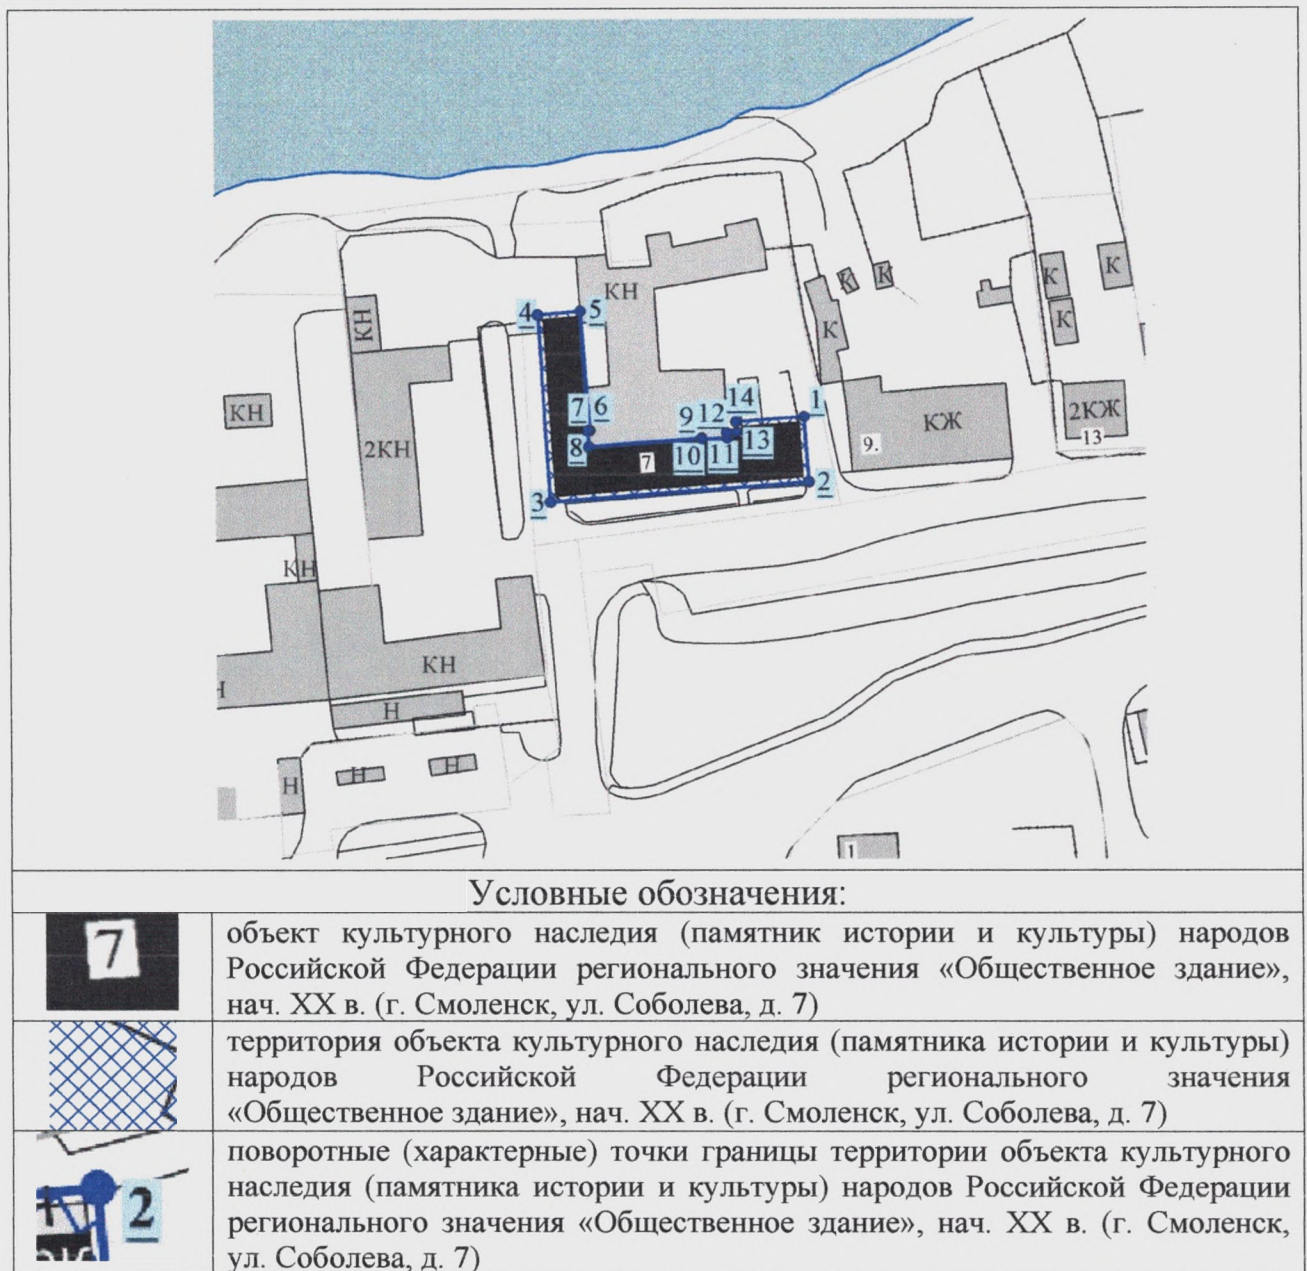 КН
4
5
КН
К
К
К
К
К
К
КН
2КН
7
6
8
9
12
14
1
10
11
13
7
2
3
КЖ
9.
2КЖ
13
КН
КН
Н
Н
Н
Н
1
Условные обозначения:
7
объект культурного наследия (памятник истории и культуры) народов
Российской Федерации регионального значения «Общественное здание»,
нач. XX в. (г. Смоленск, ул. Соболева, д. 7)
территория объекта культурного наследия (памятника истории и культуры)
народов Российской Федерации регионального значения
«Общественное здание», нач. XX в. (г. Смоленск, ул. Соболева, д. 7)
2
поворотные (характерные) точки границы территории объекта культурного
наследия (памятника истории и культуры) народов Российской Федерации
регионального значения «Общественное здание», нач. XX в. (г. Смоленск,
ул. Соболева, д. 7)